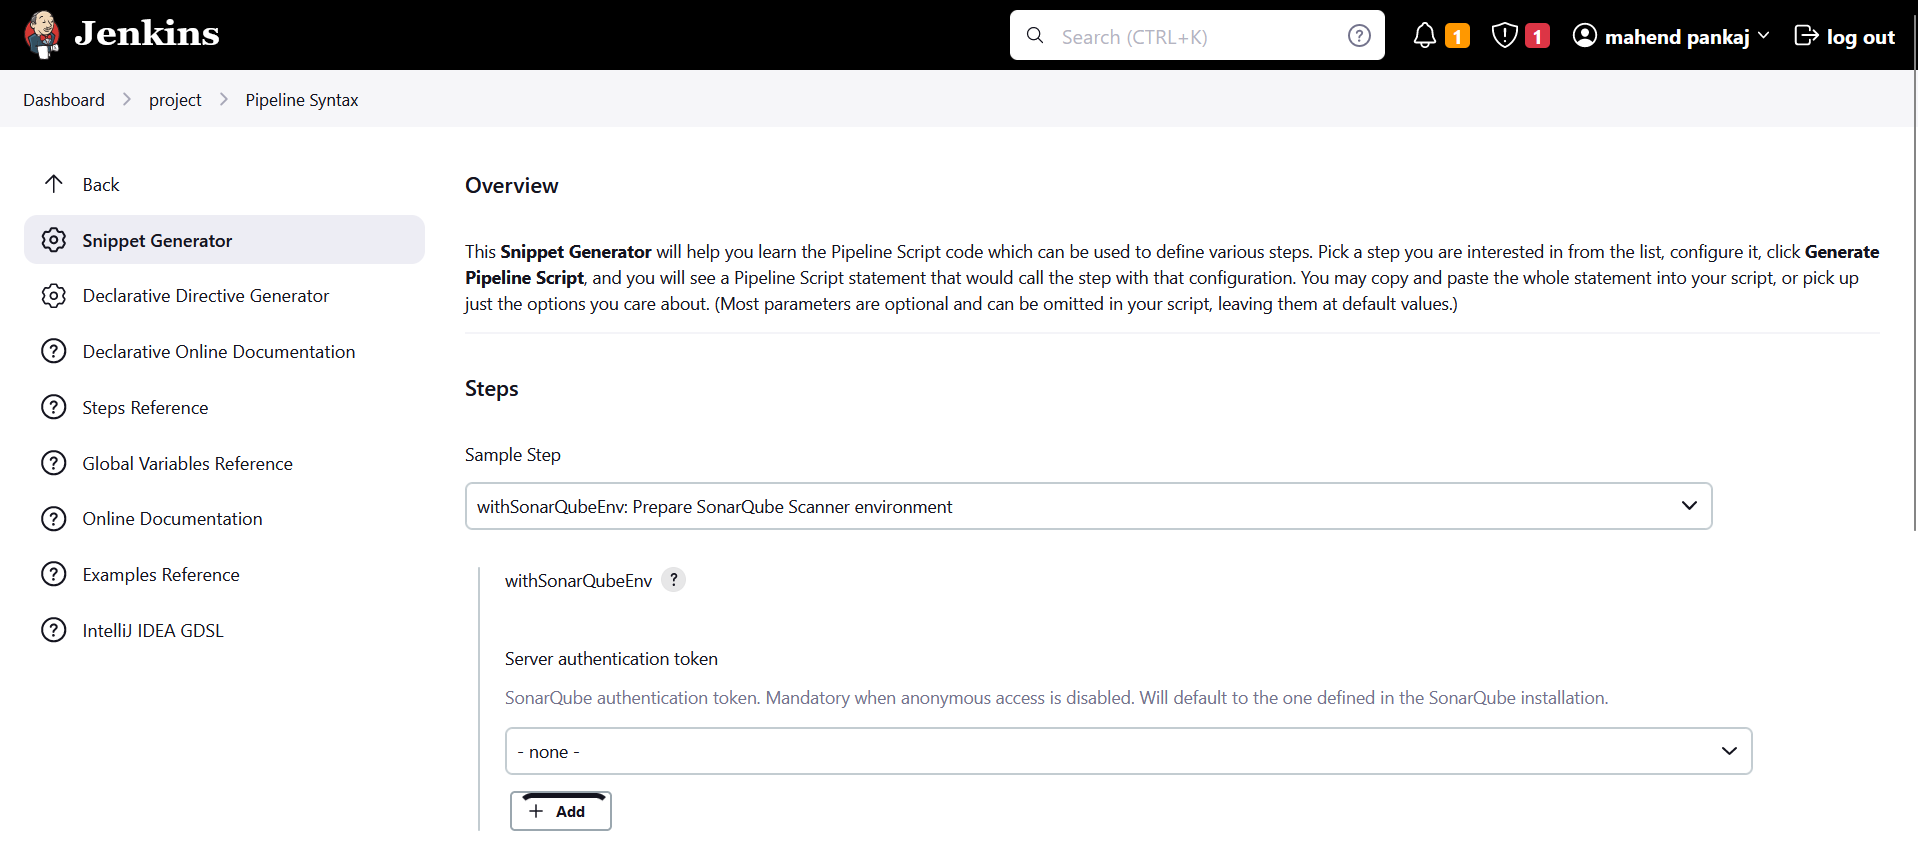 Jenkins
Search (CTRL+K)
?
1
1
mahend pankaj
log out
Dashboard
project
Pipeline Syntax
Back
Snippet Generator
Declarative Directive Generator
? Declarative Online Documentation
? Steps Reference
? Global Variables Reference
? Online Documentation
? Examples Reference
? IntelliJ IDEA GDSL
Overview
This Snippet Generator will help you learn the Pipeline Script code which can be used to define various steps. Pick a step you are interested in from the list, configure it, click Generate
Pipeline Script, and you will see a Pipeline Script statement that would call the step with that configuration. You may copy and paste the whole statement into your script, or pick up
just the options you care about. (Most parameters are optional and can be omitted in your script, leaving them at default values.)
Steps
Sample Step
withSonarQubeEnv: Prepare SonarQube Scanner environment
withSonarQubeEnv ?
Server authentication token
SonarQube authentication token. Mandatory when anonymous access is disabled. Will default to the one defined in the SonarQube installation.
- none -
+ Add